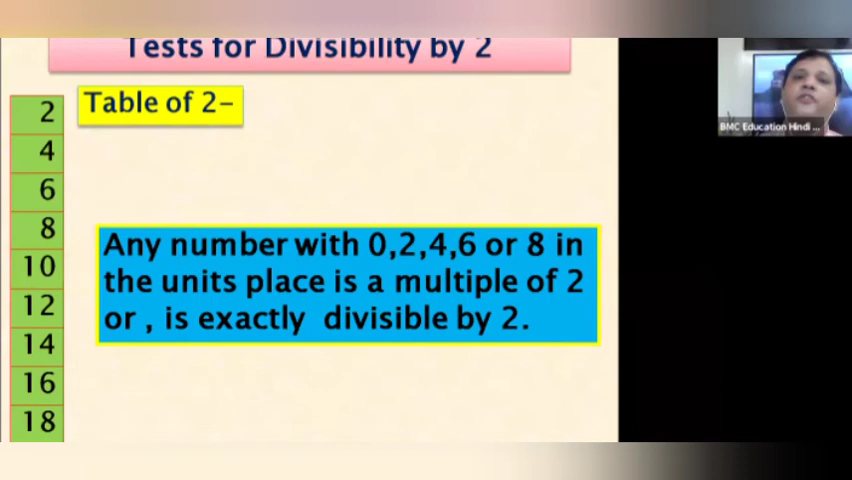 Tests for Divisibility by 2
Table of 2-
2
4
6
8
10
12
14
16
18
Any number with 0,2,4,6 or 8 in
the units place is a multiple of 2
or , is exactly divisible by 2.
BMC Education Hindi ...